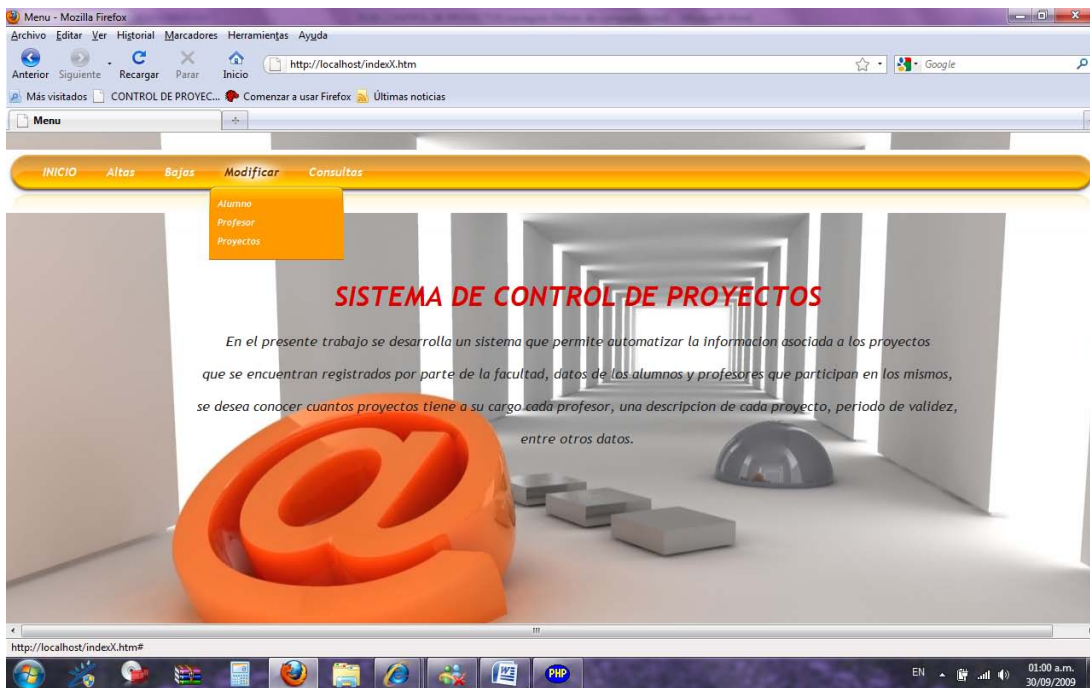 Menu - Mozilla Firefox
Archivo Editar Ver Historial Marcadores Herramientas Ayuda
Anterior Siguiente Recargar Parar Inicio http://localhost/indexX.htm Google
Más visitados CONTROL DE PROYEC... Comenzar a usar Firefox Últimas noticias
Menu
INICIO Altas Bajas Modificar Consultas
Alumno
Profesor
Proyectos
SISTEMA DE CONTROL DE PROYECTOS
En el presente trabajo se desarrolla un sistema que permite automatizar la informacion asociada a los proyectos
que se encuentran registrados por parte de la facultad, datos de los alumnos y profesores que participan en los mismos,
se desea conocer cuantos proyectos tiene a su cargo cada profesor, una descripcion de cada proyecto, periodo de validez,
entre otros datos.
http://localhost/indexX.htm#
PHP
EN
01:00 a.m.
30/09/2009